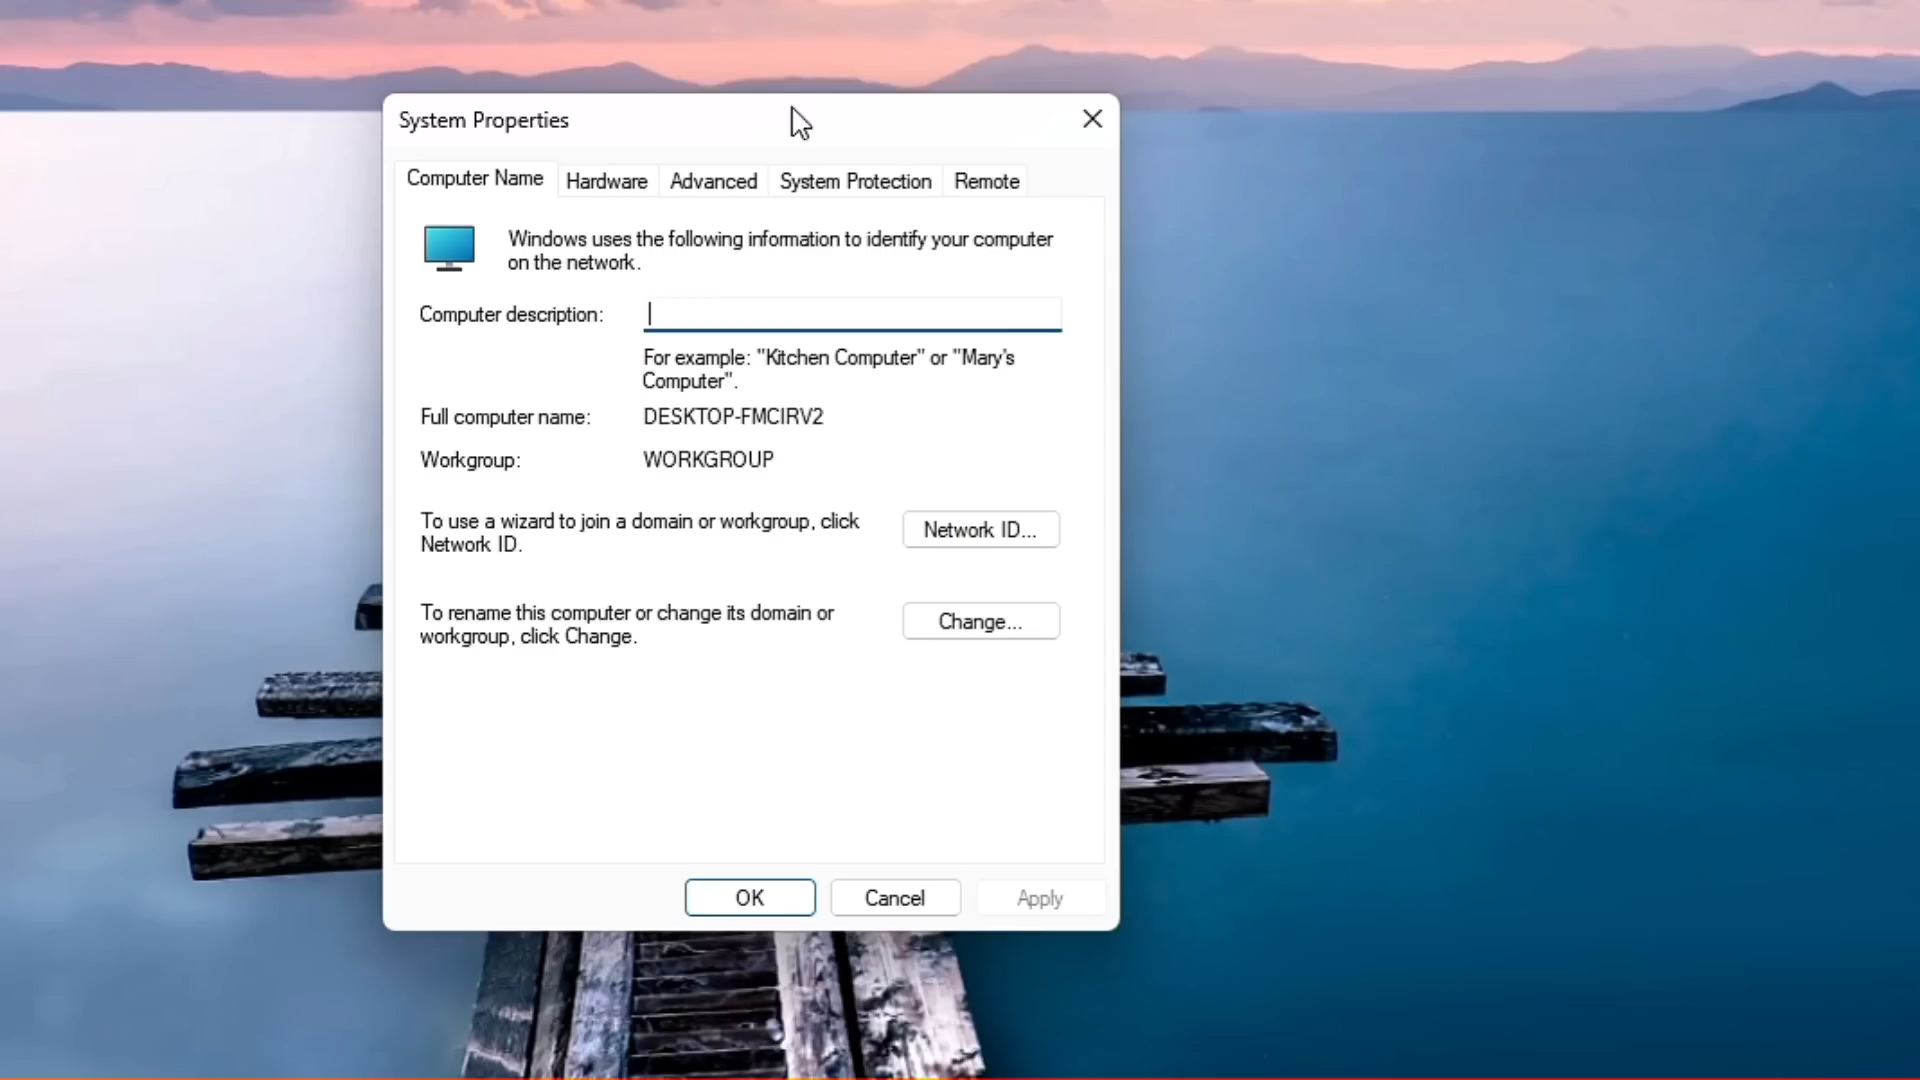 System Properties
Computer Name Hardware Advanced System Protection Remote
Windows uses the following information to identify your computer
on the network.
Computer description:
For example: "Kitchen Computer" or "Mary's
Computer".
Full computer name: DESKTOP-FMCIRV2
Workgroup: WORKGROUP
To use a wizard to join a domain or workgroup, click
Network ID.
Network ID...
To rename this computer or change its domain or
workgroup, click Change.
Change...
OK Cancel Apply